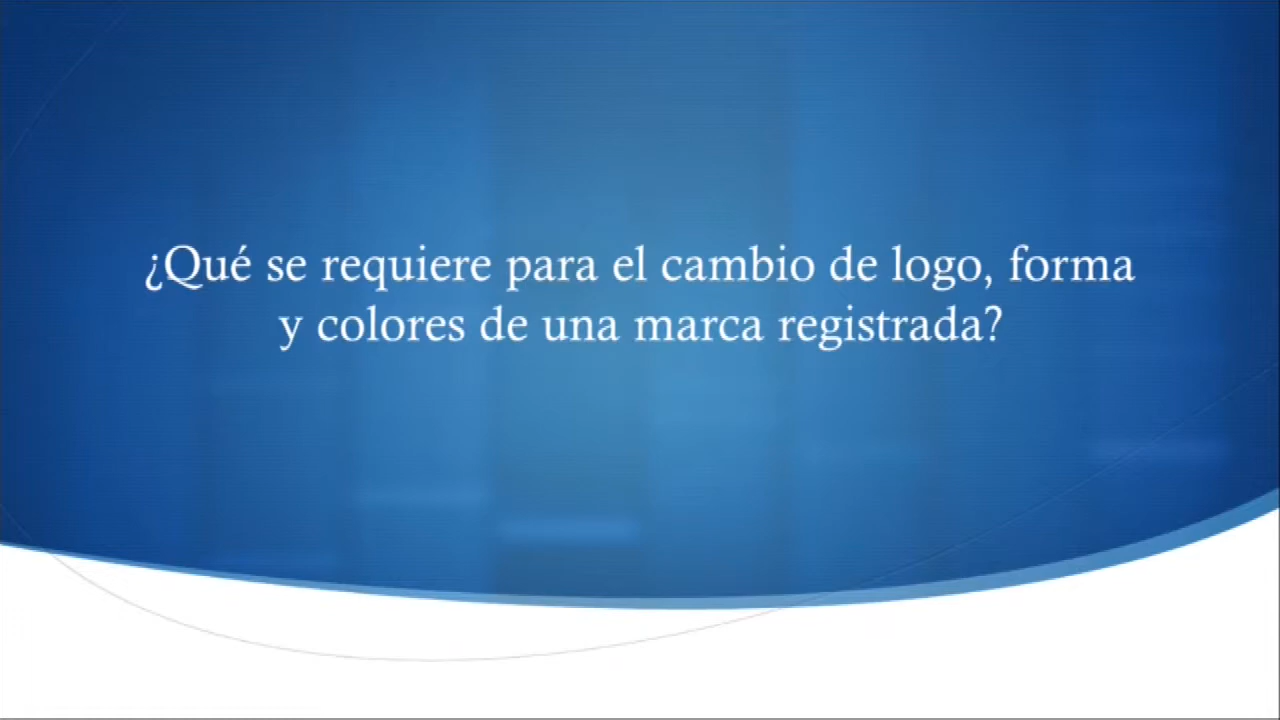 ¿Qué se requiere para el cambio de logo, forma
y colores de una marca registrada?